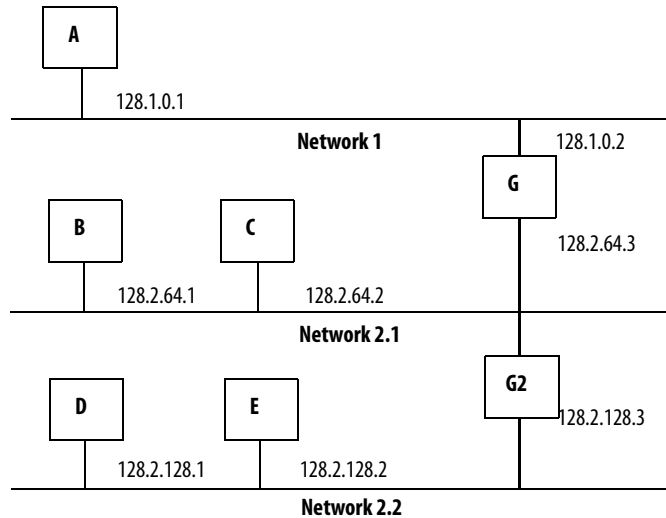 A
128.1.0.1
Network 1
128.1.0.2
G
B
C
128.2.64.3
128.2.64.1
128.2.64.2
Network 2.1
G2
D
E
128.2.128.3
128.2.128.1
128.2.128.2
Network 2.2